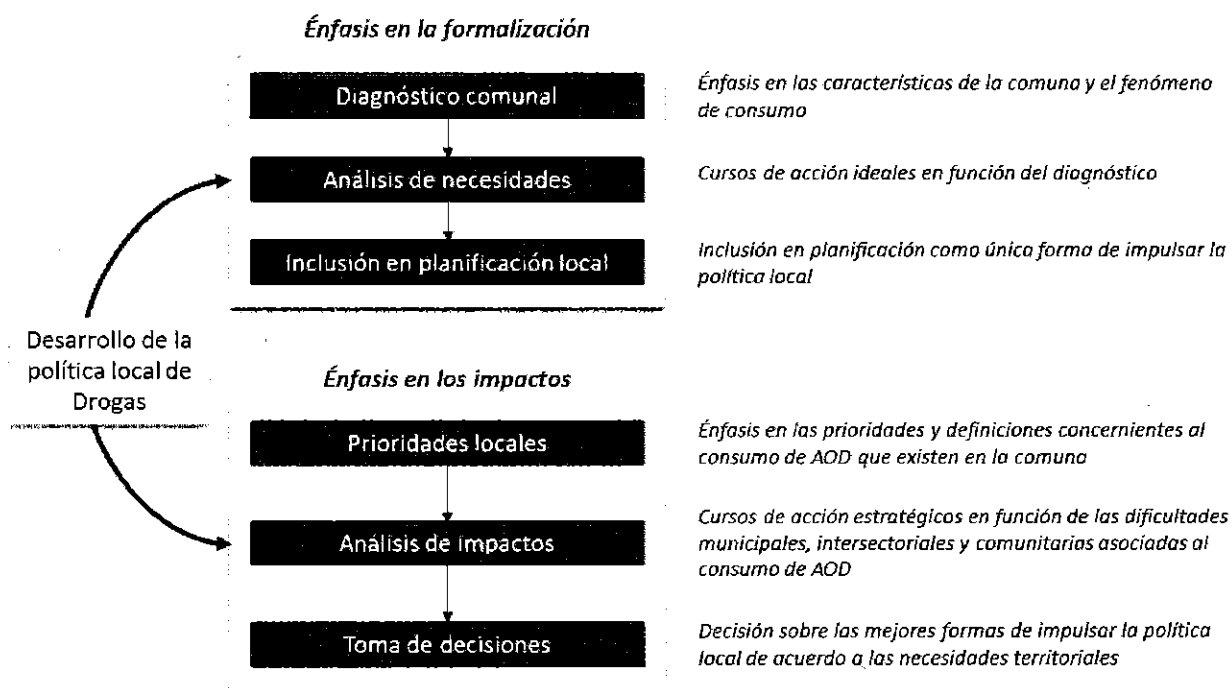 Énfasis en la formalización
Diagnóstico comunal
Énfasis en las características de la comuna y el fenómeno
de consumo
Análisis de necesidades
Cursos de acción ideales en función del diagnóstico
Inclusión en planificación local
Inclusión en planificación como única forma de impulsar la
política local
Desarrollo de la
política local de
Drogas
Énfasis en los impactos
Prioridades locales
Énfasis en las prioridades y definiciones concernientes al
consumo de AOD que existen en la comuna
Análisis de impactos
Cursos de acción estratégicos en función de las dificultades
municipales, intersectoriales y comunitarias asociadas al
consumo de AOD
Toma de decisiones
Decisión sobre las mejores formas de impulsar la política
local de acuerdo a las necesidades territoriales